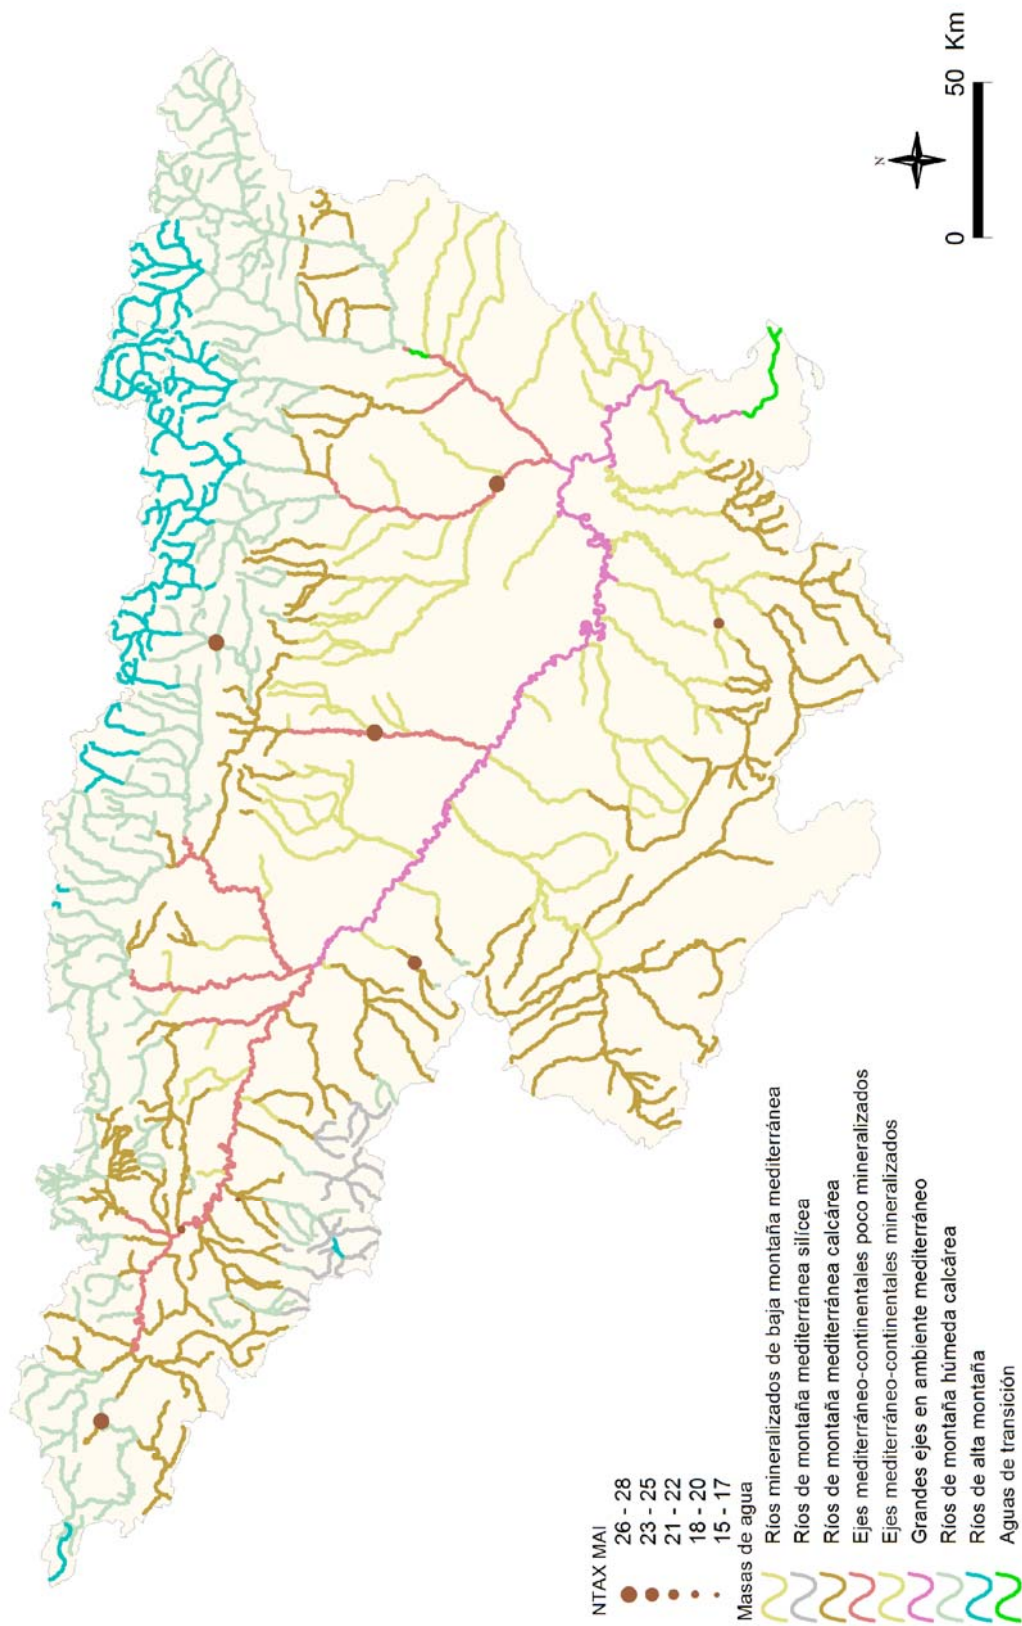 N
0 50 Km
NTAX MAI
26 - 28
23 - 25
21 - 22
18 - 20
15 - 17
Masas de agua
Ríos mineralizados de baja montaña mediterránea
Ríos de montaña mediterránea silícea
Ríos de montaña mediterránea calcárea
Ejes mediterráneo-continentales poco mineralizados
Ejes mediterráneo-continentales mineralizados
Grandes ejes en ambiente mediterráneo
Ríos de montaña húmeda calcárea
Ríos de alta montaña
Aguas de transición